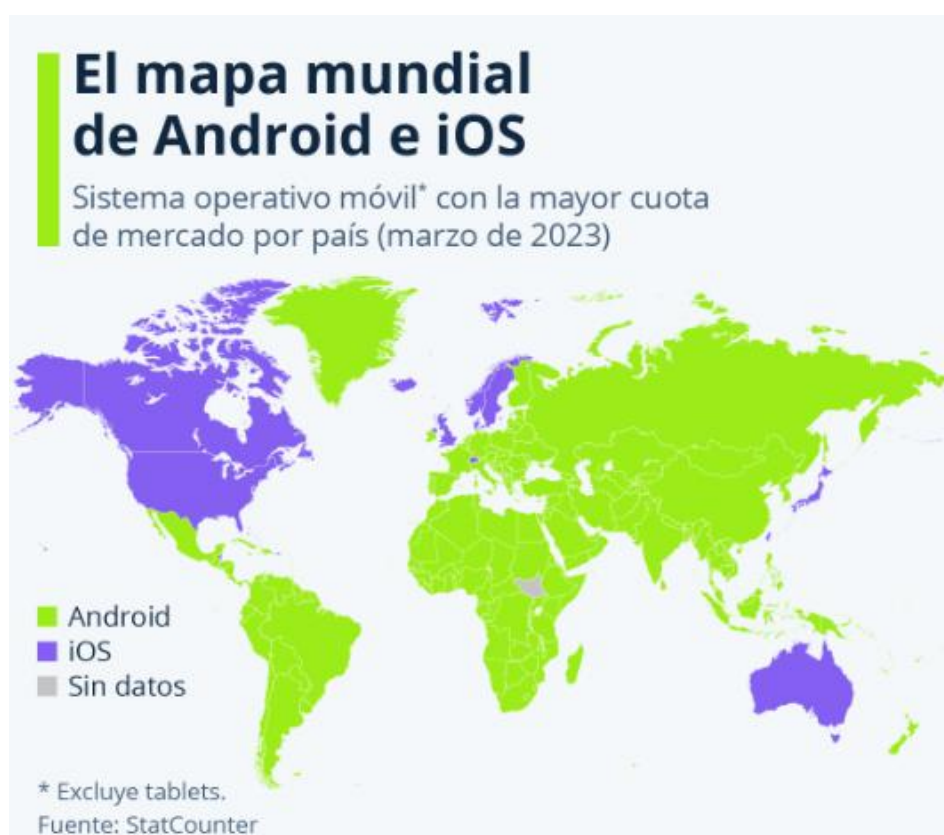 El mapa mundial
de Android e iOS
Sistema operativo móvil* con la mayor cuota
de mercado por país (marzo de 2023)
Android
iOS
Sin datos
* Excluye tablets.
Fuente: StatCounter